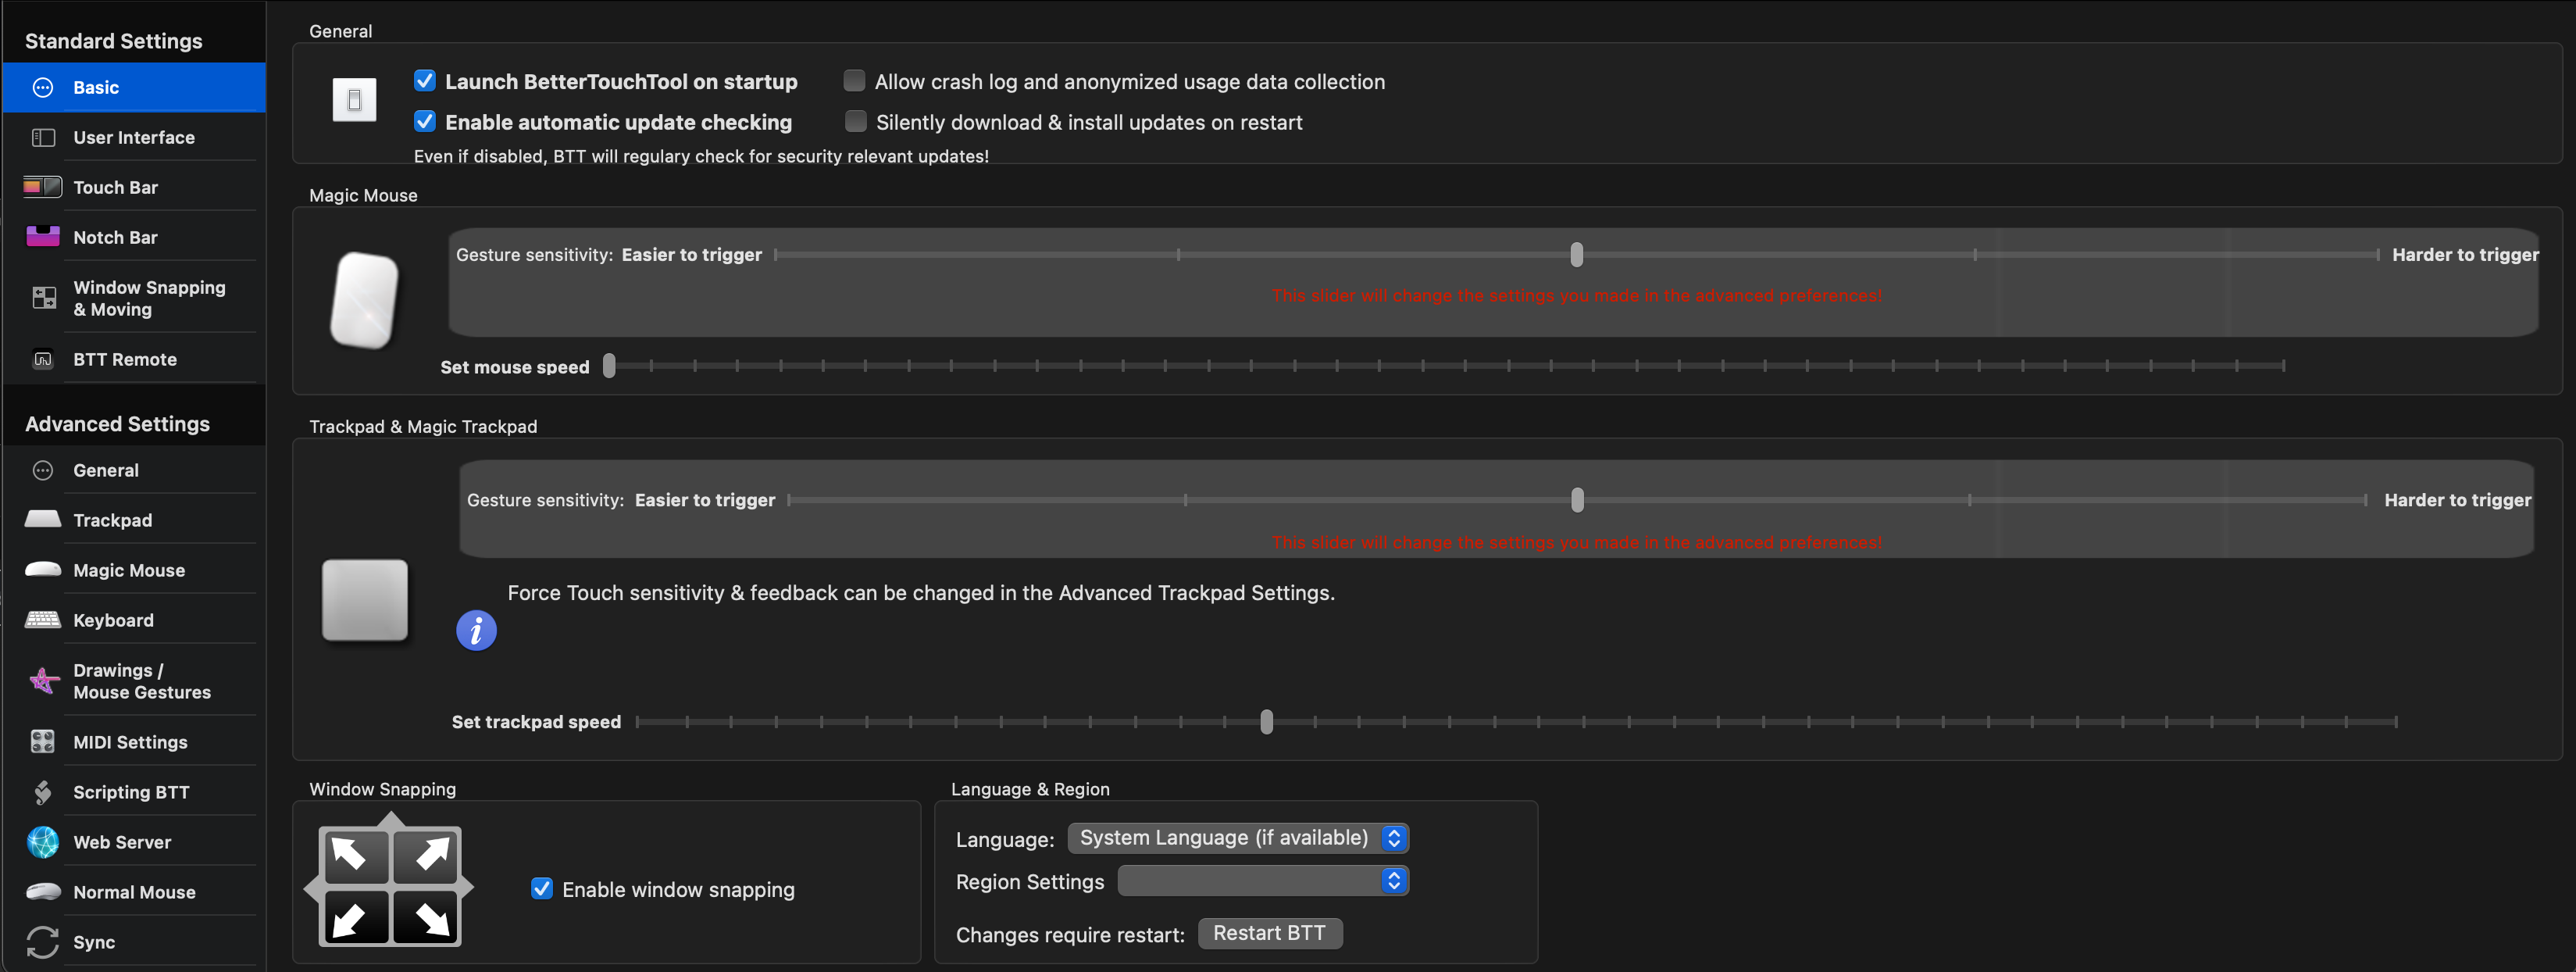 Standard Settings
Basic
User Interface
Touch Bar
Notch Bar
Window Snapping
& Moving
BTT Remote
Advanced Settings
General
Trackpad
Magic Mouse
Keyboard
Drawings /
Mouse Gestures
MIDI Settings
Scripting BTT
Web Server
Normal Mouse
Sync
General
Launch BetterTouchTool on startup
Allow crash log and anonymized usage data collection
Enable automatic update checking
Silently download & install updates on restart
Even if disabled, BTT will regulary check for security relevant updates!
Magic Mouse
Gesture sensitivity: Easier to trigger
Harder to trigger
This slider will change the settings you made in the advanced preferences!
Set mouse speed
Trackpad & Magic Trackpad
Gesture sensitivity: Easier to trigger
Harder to trigger
This slider will change the settings you made in the advanced preferences!
Force Touch sensitivity & feedback can be changed in the Advanced Trackpad Settings.
Set trackpad speed
Window Snapping
Enable window snapping
Language & Region
Language: System Language (if available)
Region Settings
Changes require restart: Restart BTT